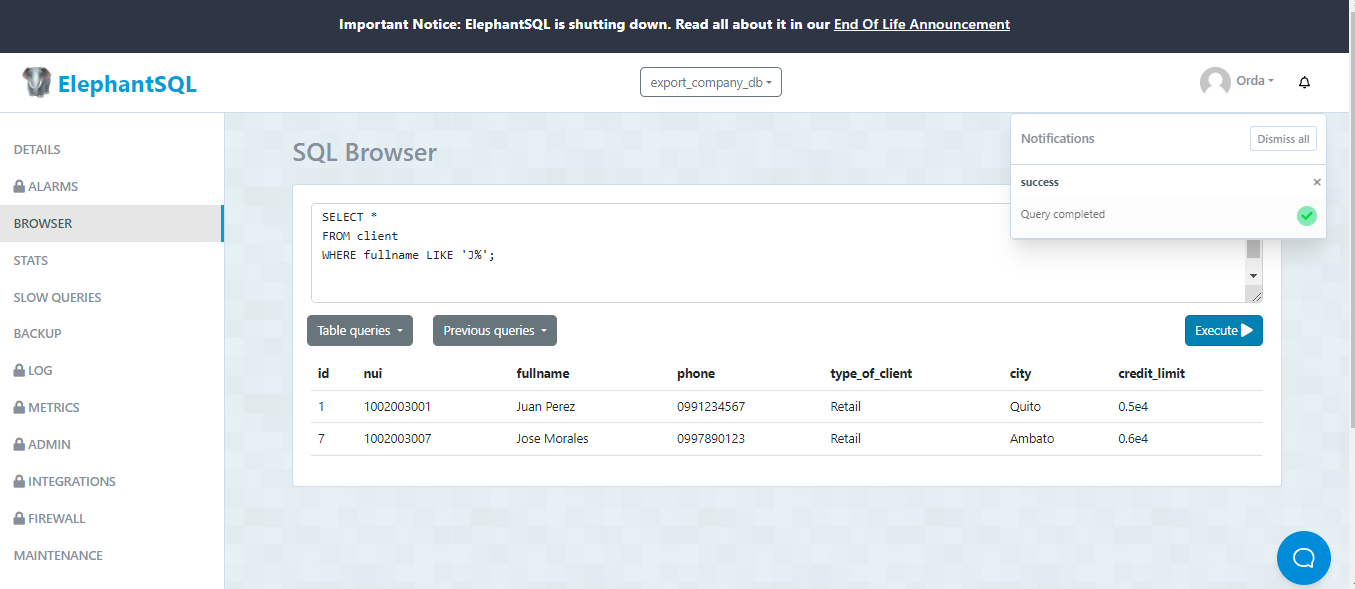 Important Notice: ElephantSQL is shutting down. Read all about it in our End Of Life Announcement
ElephantSQL
export_company_db
Orda
DETAILS
ALARMS
BROWSER
STATS
SLOW QUERIES
BACKUP
LOG
METRICS
ADMIN
INTEGRATIONS
FIREWALL
MAINTENANCE
SQL Browser
Notifications
Dismiss all
success ×
Query completed
SELECT *
FROM client
WHERE fullname LIKE 'J%';
Table queries
Previous queries
Execute
id nui fullname phone type_of_client city credit_limit
1 1002003001 Juan Perez 0991234567 Retail Quito 0.5e4
7 1002003007 Jose Morales 0997890123 Retail Ambato 0.6e4